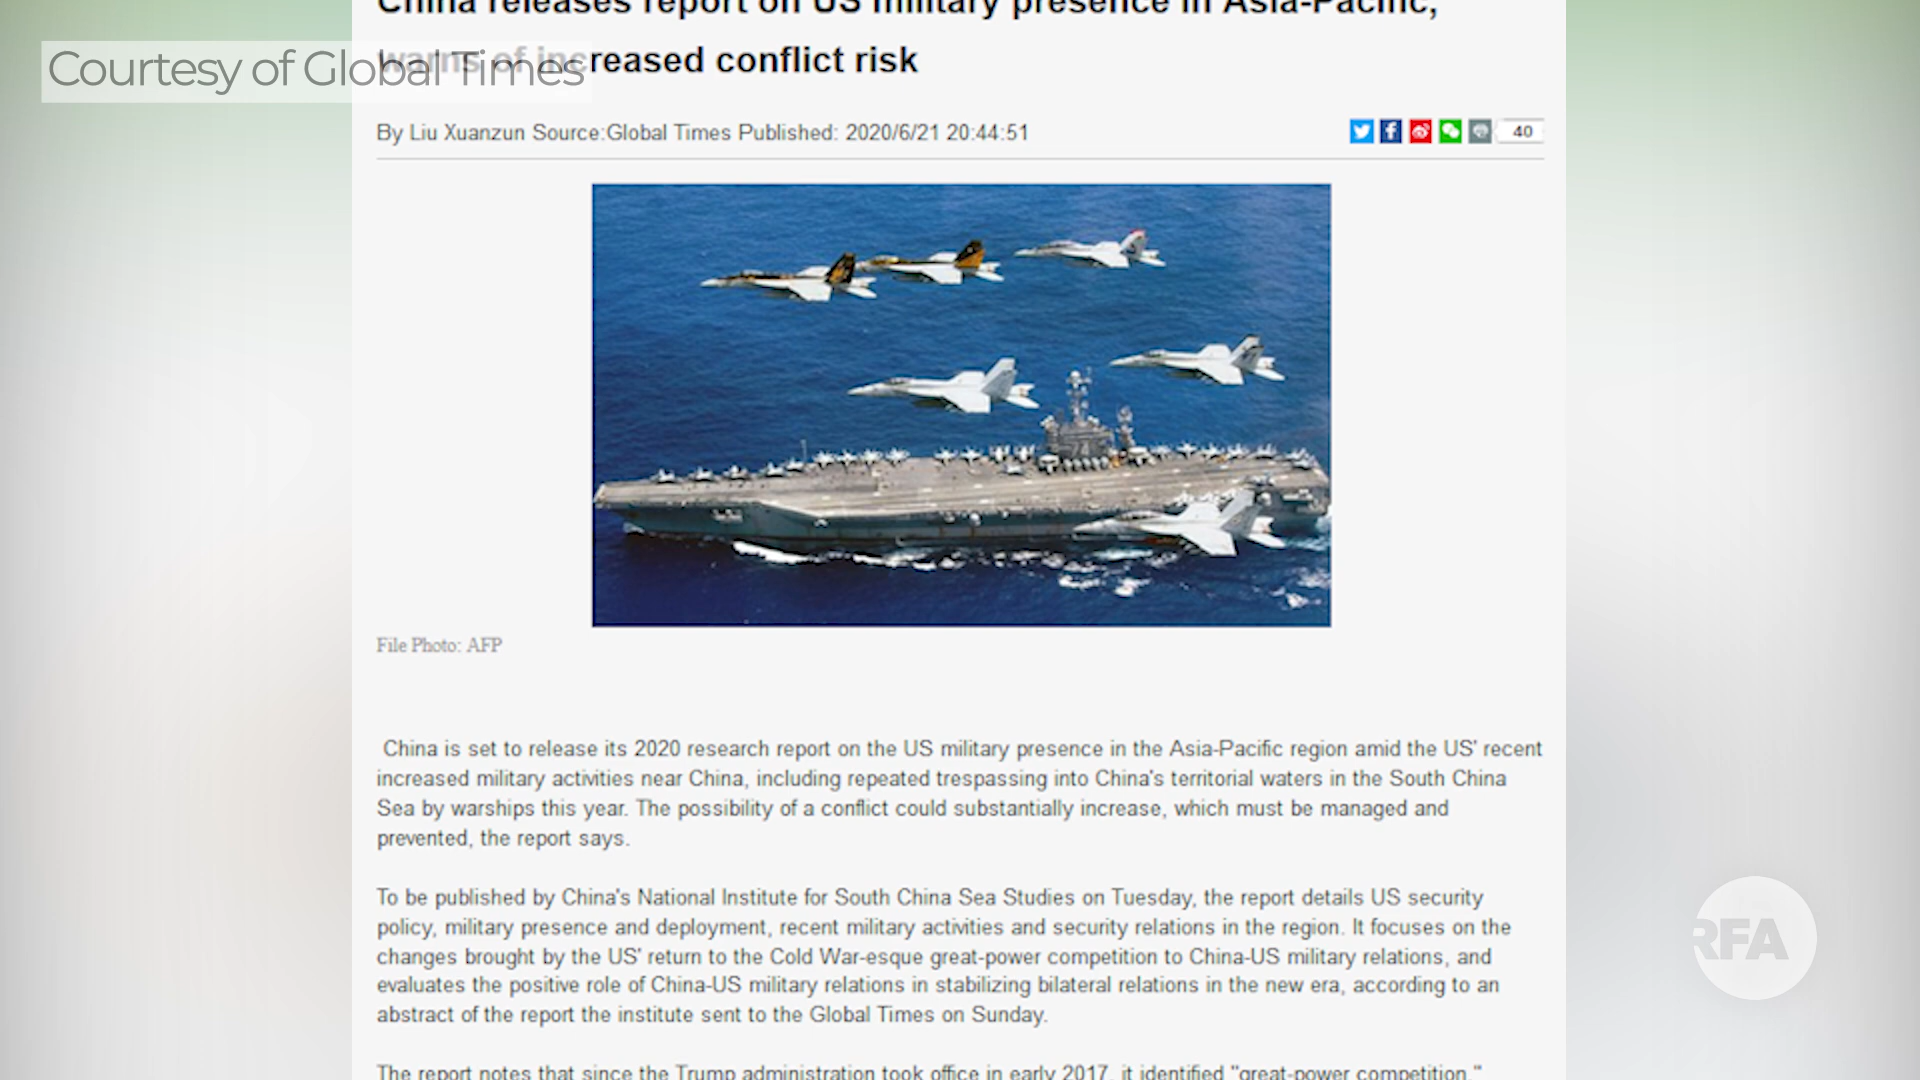 China releases report on US military presence in Asia-Pacific,
warns of increased conflict risk
Courtesy of Global Times
By Liu Xuanzun Source:Global Times Published: 2020/6/21 20:44:51
40
File Photo: AFP
China is set to release its 2020 research report on the US military presence in the Asia-Pacific region amid the US' recent
increased military activities near China, including repeated trespassing into China's territorial waters in the South China
Sea by warships this year. The possibility of a conflict could substantially increase, which must be managed and
prevented, the report says.
To be published by China's National Institute for South China Sea Studies on Tuesday, the report details US security
policy, military presence and deployment, recent military activities and security relations in the region. It focuses on the
changes brought by the US' return to the Cold War-esque great-power competition to China-US military relations, and
evaluates the positive role of China-US military relations in stabilizing bilateral relations in the new era, according to an
abstract of the report the institute sent to the Global Times on Sunday.
RFA
The report notes that since the Trump administration took office in early 2017, it identified "great-power competition,"